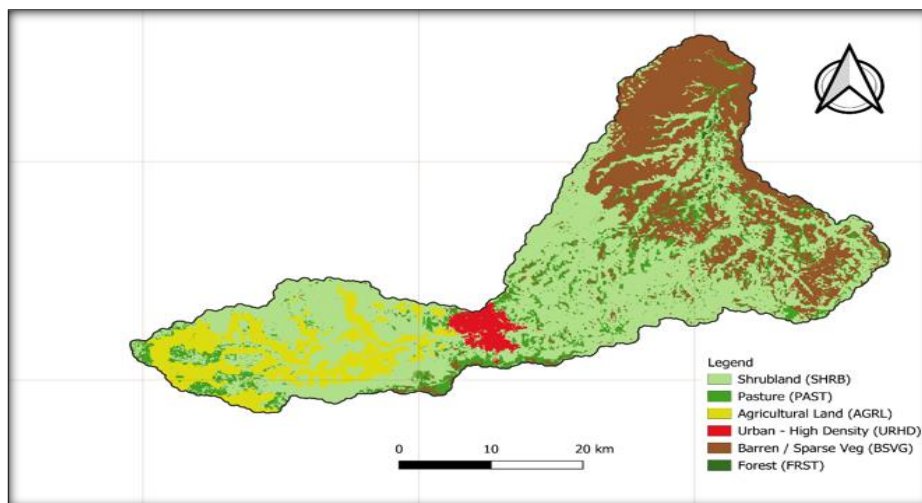 Legend
Shrubland (SHRB)
Pasture (PAST)
Agricultural Land (AGRL)
Urban - High Density (URHD)
Barren / Sparse Veg (BSVG)
Forest (FRST)
0 10 20 km